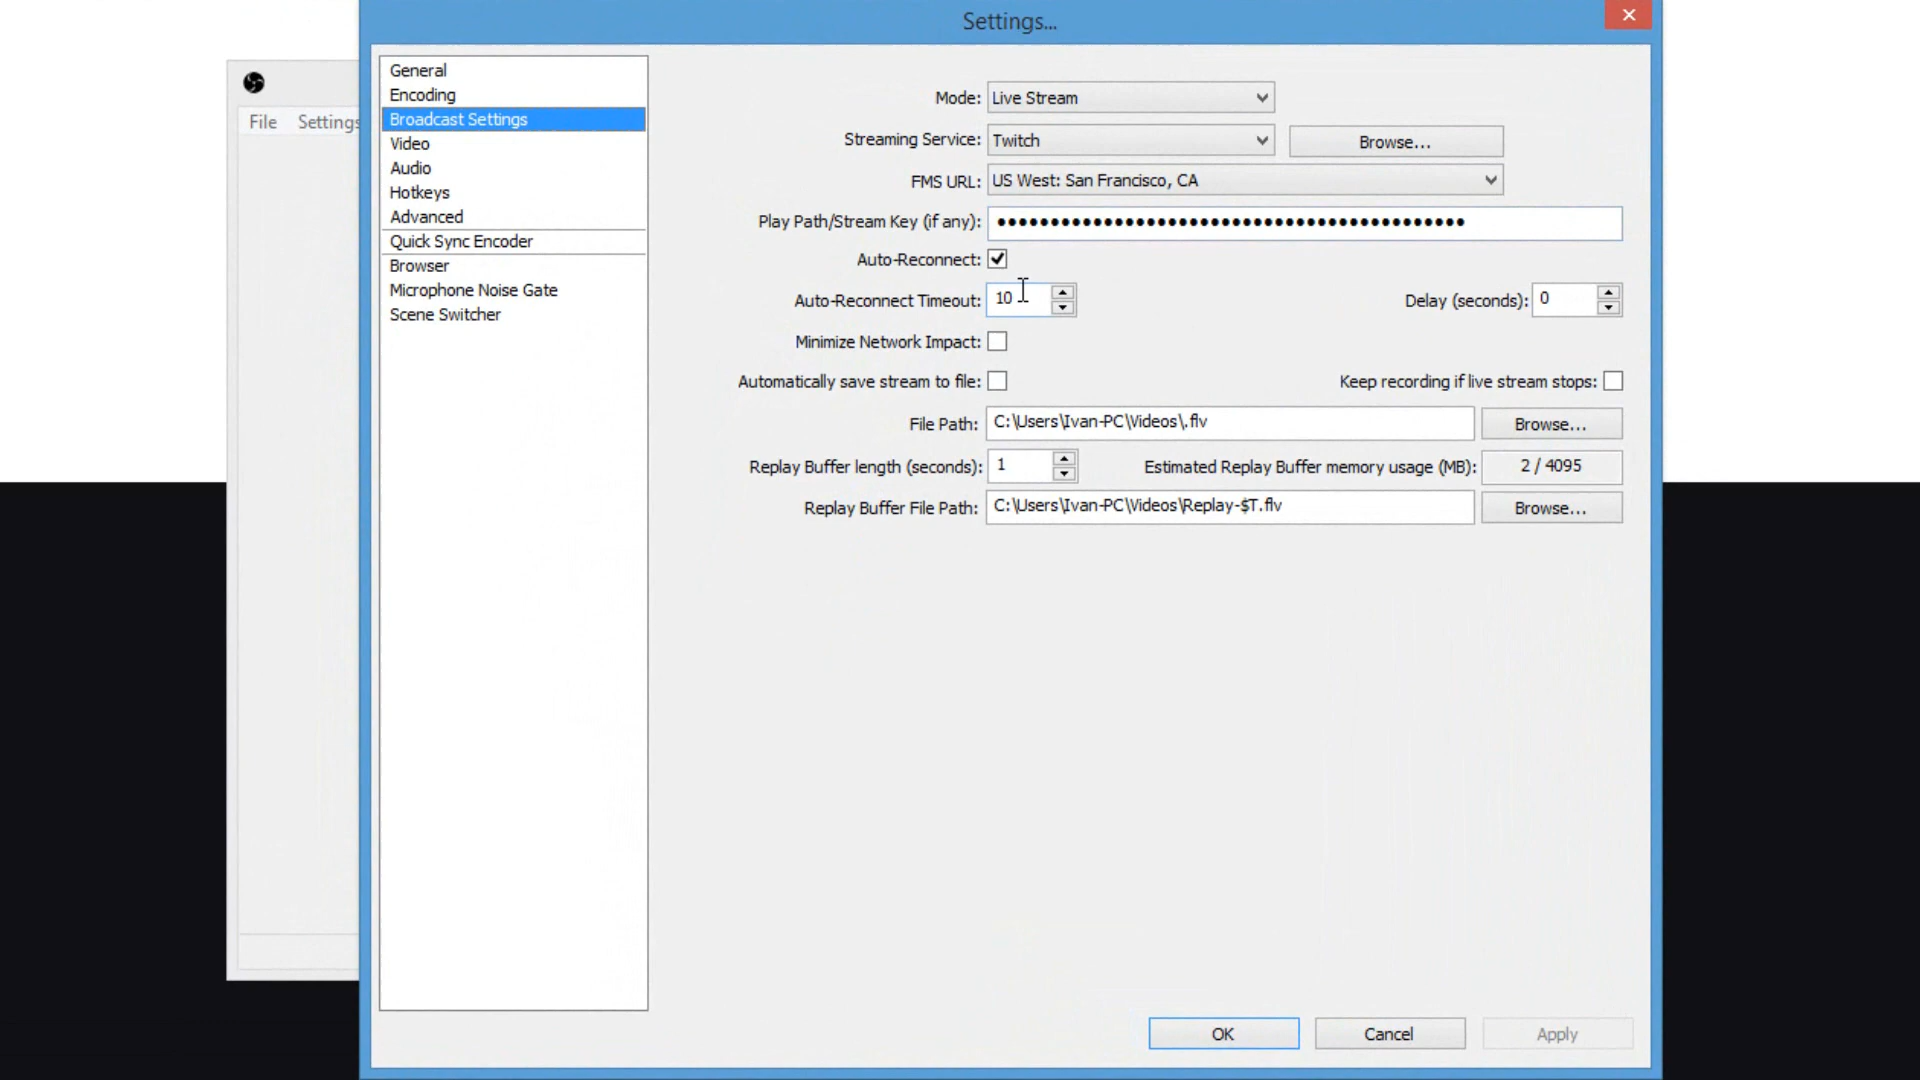 Settings...
File Settings
General
Encoding
Broadcast Settings
Video
Audio
Hotkeys
Advanced
Quick Sync Encoder
Browser
Microphone Noise Gate
Scene Switcher
Mode: Live Stream
Streaming Service: Twitch Browse...
FMS URL: US West: San Francisco, CA
Play Path/Stream Key (if any): ●●●●●●●●●●●●●●●●●●●●●●●●●●●●●●●●●●●●●●●●●●●●
Auto-Reconnect:
Auto-Reconnect Timeout: 10 Delay (seconds): 0
Minimize Network Impact:
Automatically save stream to file: Keep recording if live stream stops:
File Path: C:\Users\Ivan-PC\Videos\.flv Browse...
Replay Buffer length (seconds): 1 Estimated Replay Buffer memory usage (MB): 2 / 4095
Replay Buffer File Path: C:\Users\Ivan-PC\Videos\Replay-$T.flv Browse...
OK Cancel Apply